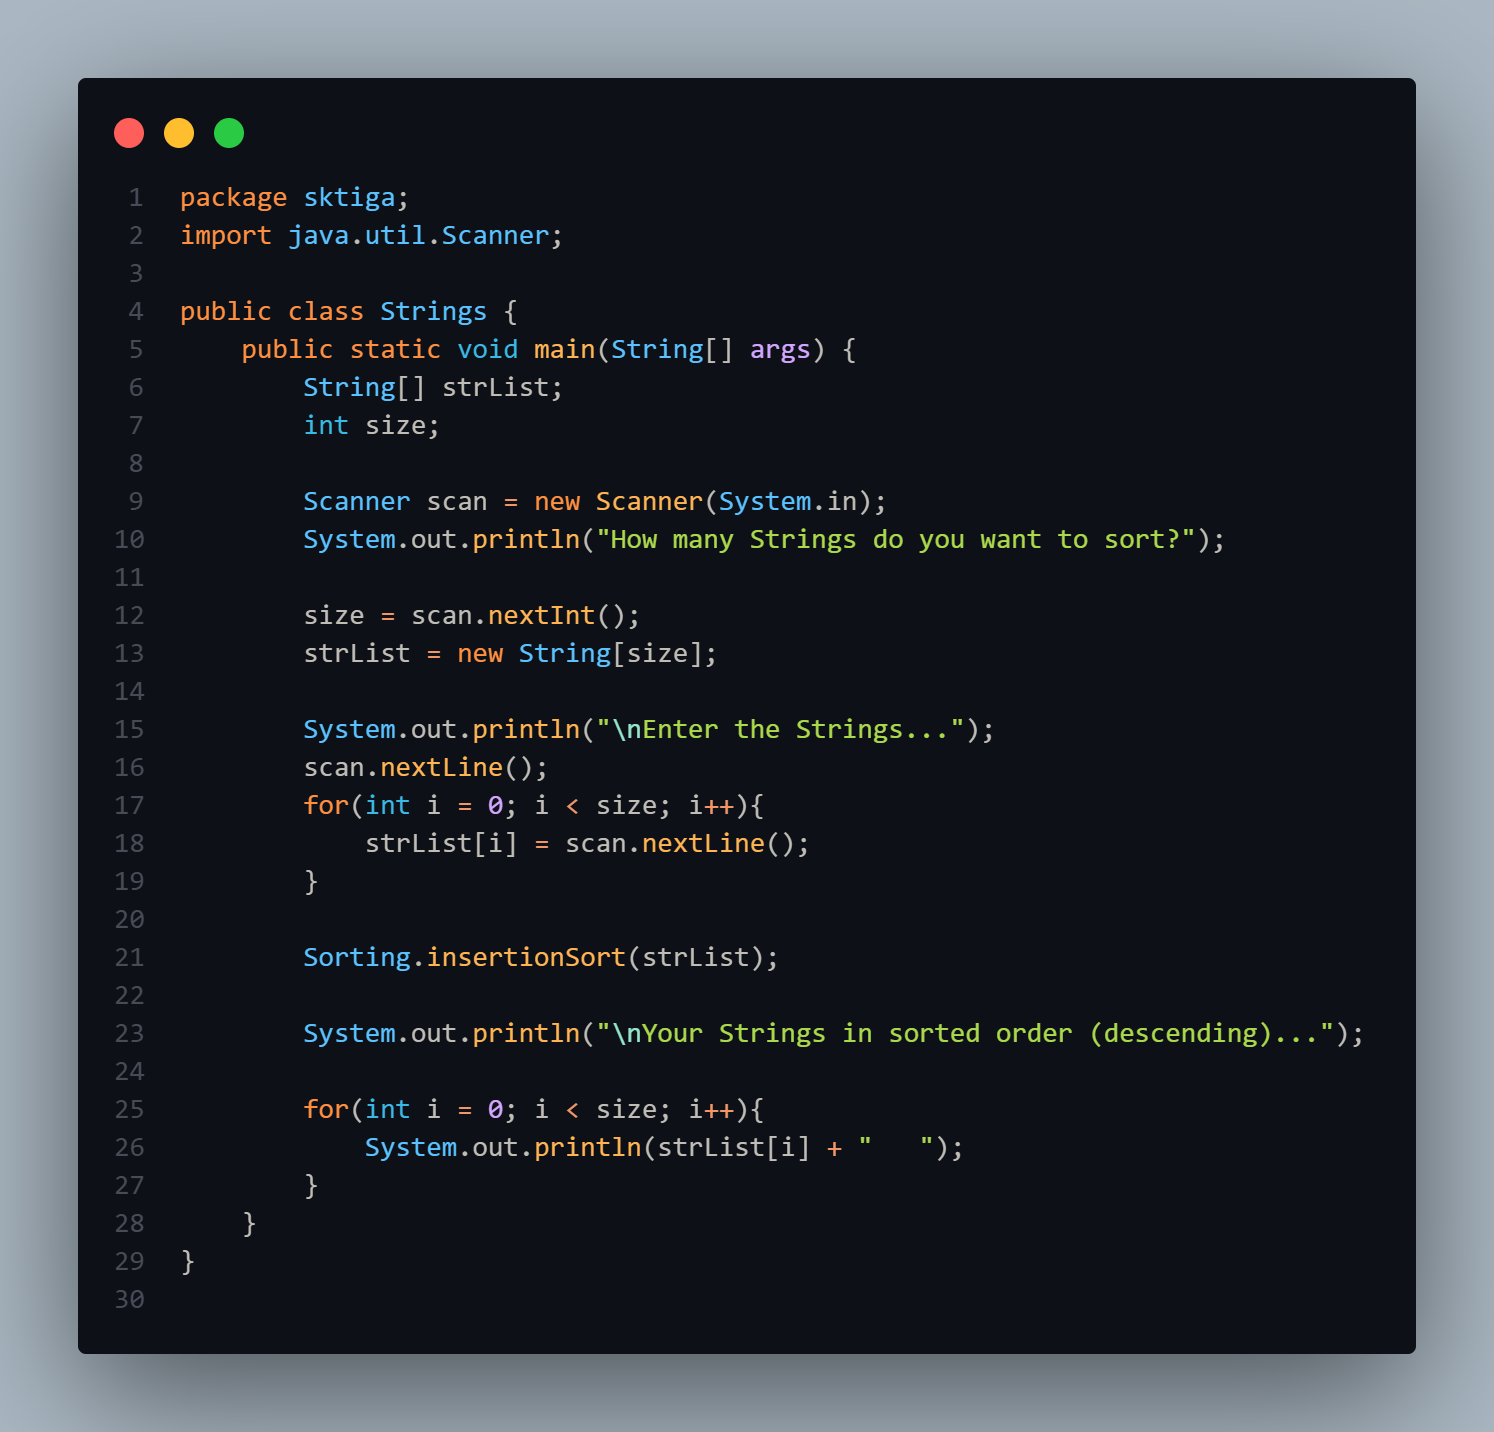 1 package sktiga;
2 import java.util.Scanner;
3
4 public class Strings {
5     public static void main(String[] args) {
6         String[] strList;
7         int size;
8
9         Scanner scan = new Scanner(System.in);
10         System.out.println("How many Strings do you want to sort?");
11
12         size = scan.nextInt();
13         strList = new String[size];
14
15         System.out.println("\nEnter the Strings...");
16         scan.nextLine();
17         for(int i = 0; i < size; i++){
18             strList[i] = scan.nextLine();
19         }
20
21         Sorting.insertionSort(strList);
22
23         System.out.println("\nYour Strings in sorted order (descending)...");
24
25         for(int i = 0; i < size; i++){
26             System.out.println(strList[i] + "   ");
27         }
28     }
29 }
30